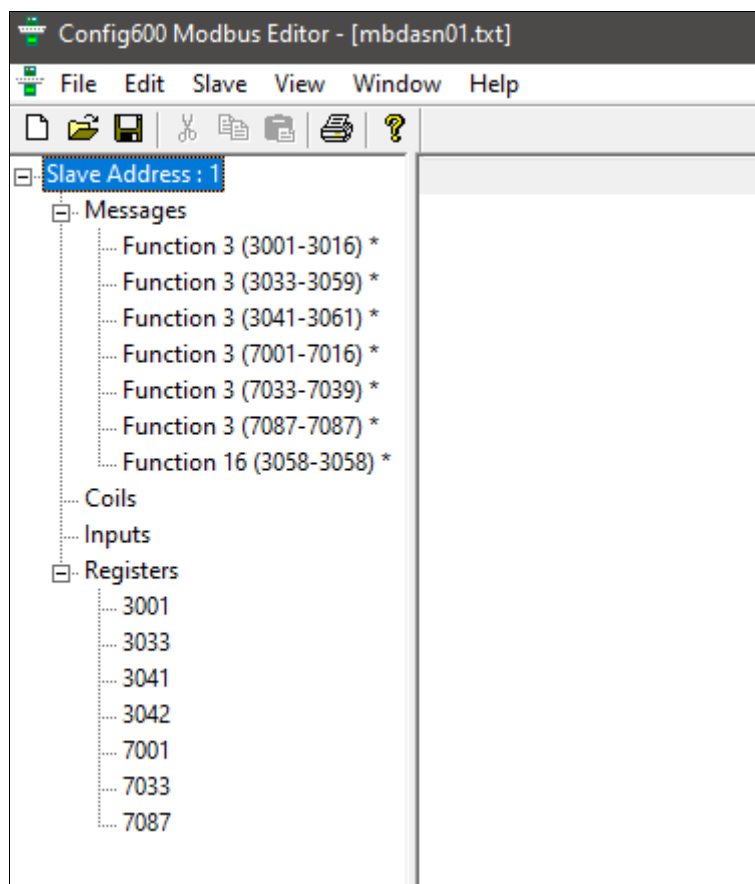 Config600 Modbus Editor - [mbdasn01.txt]
File Edit Slave View Window Help
Slave Address : 1
Messages
Function 3 (3001-3016) *
Function 3 (3033-3059) *
Function 3 (3041-3061) *
Function 3 (7001-7016) *
Function 3 (7033-7039) *
Function 3 (7087-7087) *
Function 16 (3058-3058) *
Coils
Inputs
Registers
3001
3033
3041
3042
7001
7033
7087